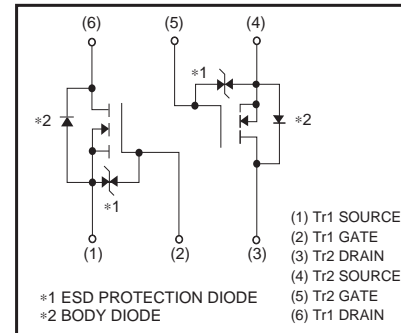 (6) (5) (4)
∗1
∗2 ∗2
∗1
(1) (2) (3)
(1) Tr1 SOURCE
(2) Tr1 GATE
(3) Tr2 DRAIN
(4) Tr2 SOURCE
(5) Tr2 GATE
(6) Tr1 DRAIN
∗1 ESD PROTECTION DIODE
∗2 BODY DIODE